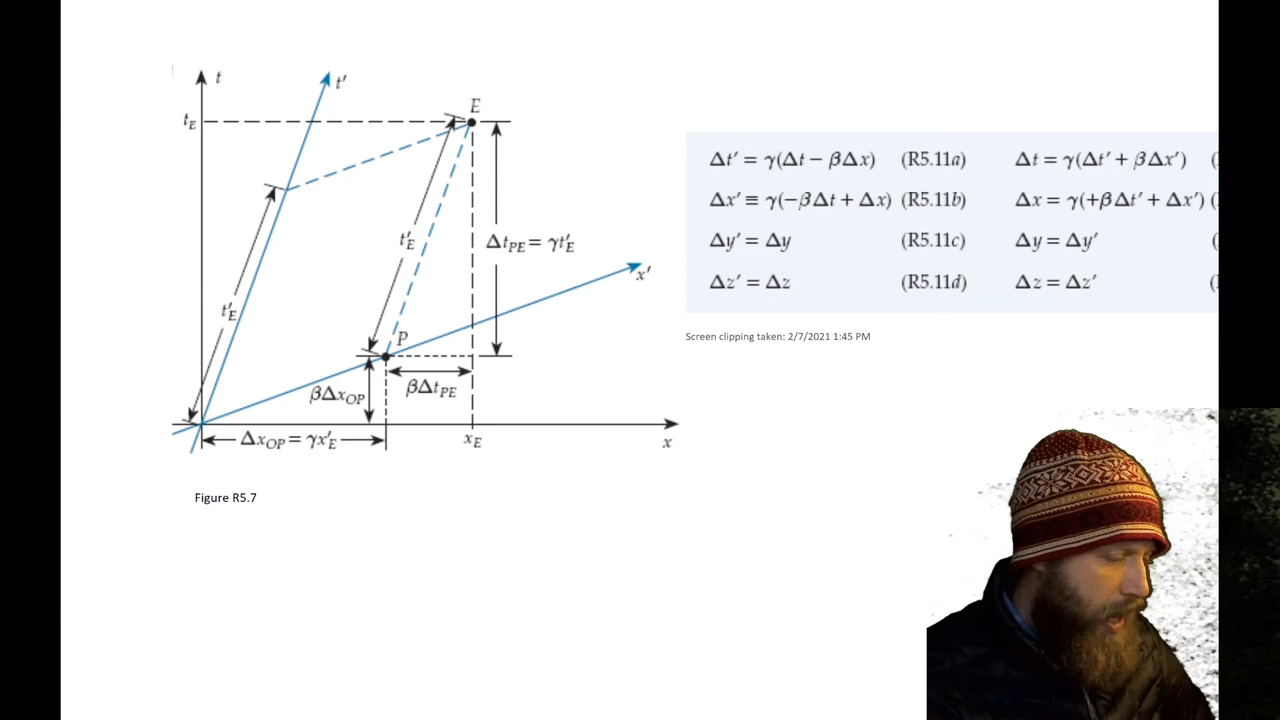 t
t′
E
t_E
t′_E
Δt_PE = γt′_E
t′_E
x′
P
βΔx_OP
βΔt_PE
Δx_OP = γx′_E
x_E
x
Figure R5.7
Δt′ = γ(Δt − βΔx) (R5.11a) Δt = γ(Δt′ + βΔx′) (
Δx′ ≡ γ(−βΔt + Δx) (R5.11b) Δx = γ(+βΔt′ + Δx′) (
Δy′ = Δy (R5.11c) Δy = Δy′ (
Δz′ = Δz (R5.11d) Δz = Δz′ (
Screen clipping taken: 2/7/2021 1:45 PM